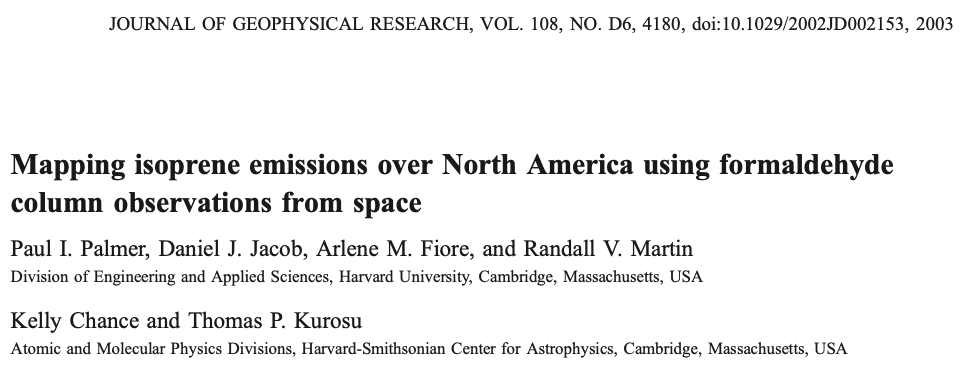 JOURNAL OF GEOPHYSICAL RESEARCH, VOL. 108, NO. D6, 4180, doi:10.1029/2002JD002153, 2003
Mapping isoprene emissions over North America using formaldehyde
column observations from space
Paul I. Palmer, Daniel J. Jacob, Arlene M. Fiore, and Randall V. Martin
Division of Engineering and Applied Sciences, Harvard University, Cambridge, Massachusetts, USA
Kelly Chance and Thomas P. Kurosu
Atomic and Molecular Physics Divisions, Harvard-Smithsonian Center for Astrophysics, Cambridge, Massachusetts, USA